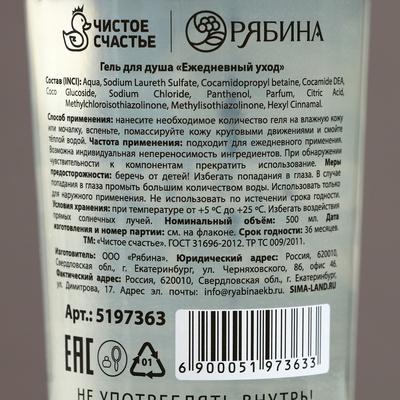 ЧИСТОЕ СЧАСТЬЕ РЯБИНА
Гель для душа «Ежедневный уход»
Состав (INCI): Aqua, Sodium Laureth Sulfate, Cocamidopropyl betaine, Cocamide DEA,
Coco Glucoside, Sodium Chloride, Panthenol, Parfum, Citric Acid,
Methylchloroisothiazolinone, Methylisothiazolinone, Hexyl Cinnamal.
Способ применения: нанесите необходимое количество геля на влажную кожу
или мочалку, вспеньте, помассируйте кожу круговыми движениями и смойте
тёплой водой. Частота применения: подходит для ежедневного применения.
Возможна индивидуальная непереносимость ингредиентов. При обнаружении
чувствительности к компонентам прекратить использование. Меры
предосторожности: беречь от детей! Избегать попадания в глаза. В случае
попадания в глаза промыть большим количеством воды. Использовать только
для наружного применения. Не использовать по истечении срока годности.
Условия хранения: при температуре от +5 °С до +25 °С. Избегать воздействия
прямых солнечных лучей. Номинальный объём: 500 мл. Дата
изготовления и номер партии: см. на флаконе. Срок годности: 36 месяцев.
ТМ: «Чистое счастье». ГОСТ 31696-2012. ТР ТС 009/2011.
Изготовитель: ООО «Рябина». Юридический адрес: Россия, 620010,
Свердловская обл., г. Екатеринбург, ул. Черняховского, 86, офис 46.
Фактический адрес: Россия, Свердловская обл., г. Екатеринбург,
ул. Димитрова, 17. Адрес эл. почты: info@ryabinaekb.ru SIMA-LAND.RU
Арт.: 5197363
EAC 01
6 900051 973633
НЕ УПОТРЕБЛЯТЬ ВНУТРЬ!